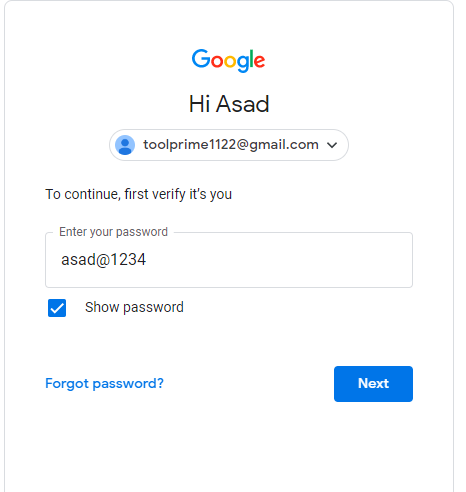 Google
Hi Asad
toolprime1122@gmail.com
To continue, first verify it's you
Enter your password
asad@1234
Show password
Forgot password?
Next